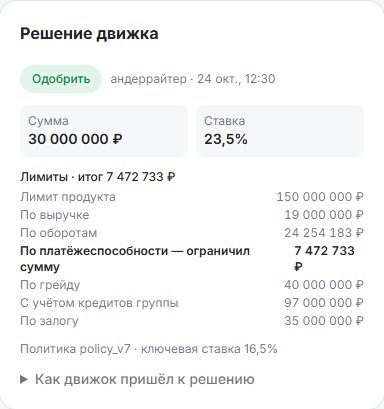 Решение движка
Одобрить андеррайтер · 24 окт., 12:30
Сумма
30 000 000 ₽
Ставка
23,5%
Лимиты · итог 7 472 733 ₽
Лимит продукта 150 000 000 ₽
По выручке 19 000 000 ₽
По оборотам 24 254 183 ₽
По платёжеспособности — ограничил 7 472 733
сумму ₽
По грейду 40 000 000 ₽
С учётом кредитов группы 97 000 000 ₽
По залогу 35 000 000 ₽
Политика policy_v7 · ключевая ставка 16,5%
Как движок пришёл к решению